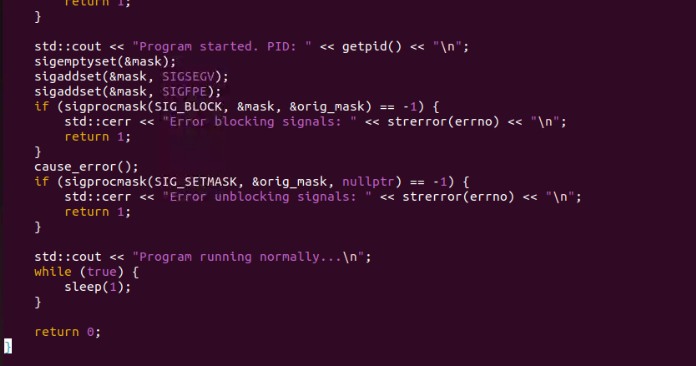 return 1;
    }

    std::cout << "Program started. PID: " << getpid() << "\n";
    sigemptyset(&mask);
    sigaddset(&mask, SIGSEGV);
    sigaddset(&mask, SIGFPE);
    if (sigprocmask(SIG_BLOCK, &mask, &orig_mask) == -1) {
        std::cerr << "Error blocking signals: " << strerror(errno) << "\n";
        return 1;
    }
    cause_error();
    if (sigprocmask(SIG_SETMASK, &orig_mask, nullptr) == -1) {
        std::cerr << "Error unblocking signals: " << strerror(errno) << "\n";
        return 1;
    }

    std::cout << "Program running normally...\n";
    while (true) {
        sleep(1);
    }

    return 0;
}